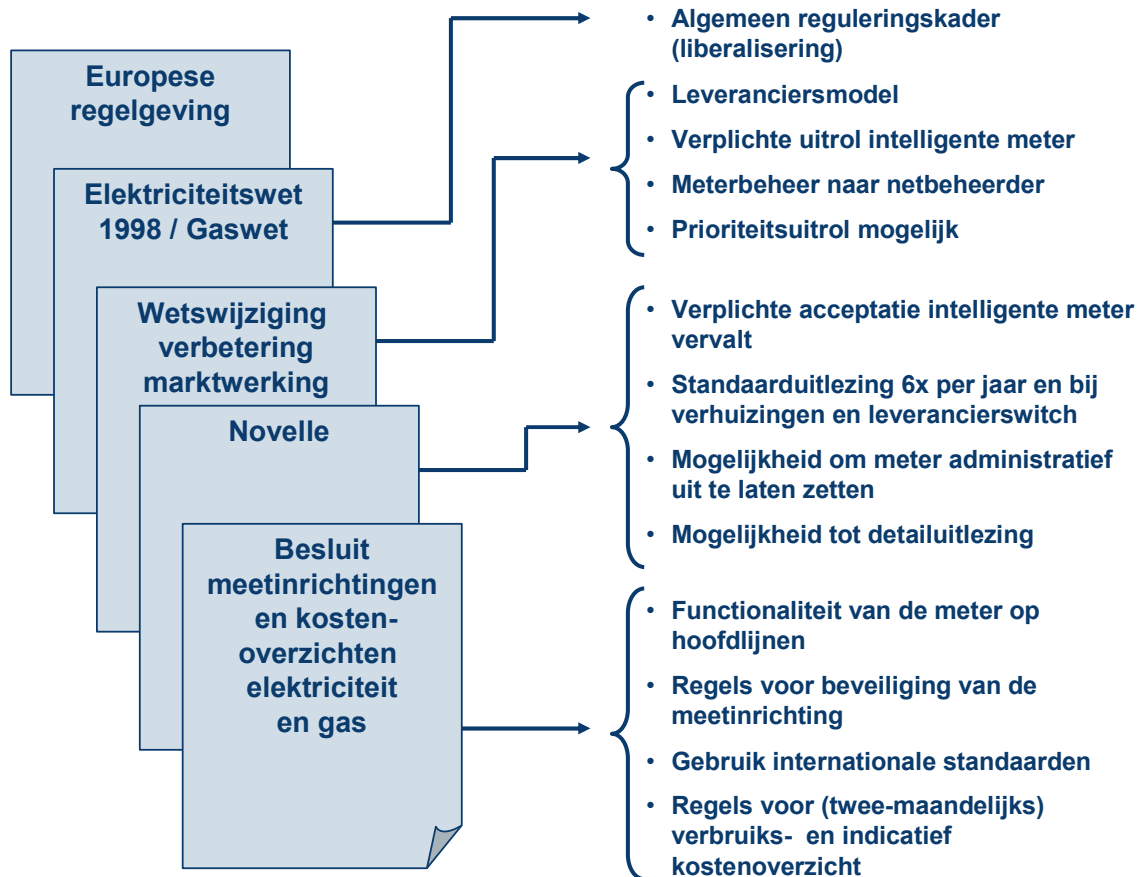 Europese
regelgeving
Elektriciteitswet
1998 / Gaswet
Wetswijziging
verbetering
marktwerking
Novelle
Besluit
meetinrichtingen
en kosten-
overzichten
elektriciteit
en gas
• Algemeen reguleringskader
(liberalisering)
• Leveranciersmodel
• Verplichte uitrol intelligente meter
• Meterbeheer naar netbeheerder
• Prioriteitsuitrol mogelijk
• Verplichte acceptatie intelligente meter
vervalt
• Standaarduitlezing 6x per jaar en bij
verhuizingen en leverancierswitch
• Mogelijkheid om meter administratief
uit te laten zetten
• Mogelijkheid tot detailuitlezing
• Functionaliteit van de meter op
hoofdlijnen
• Regels voor beveiliging van de
meetinrichting
• Gebruik internationale standaarden
• Regels voor (twee-maandelijks)
verbruiks- en indicatief
kostenoverzicht